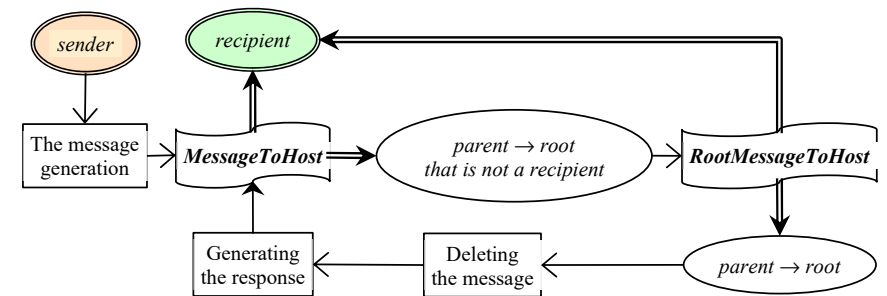 sender
recipient
The message
generation
MessageToHost
parent → root
that is not a recipient
RootMessageToHost
Generating
the response
Deleting
the message
parent → root